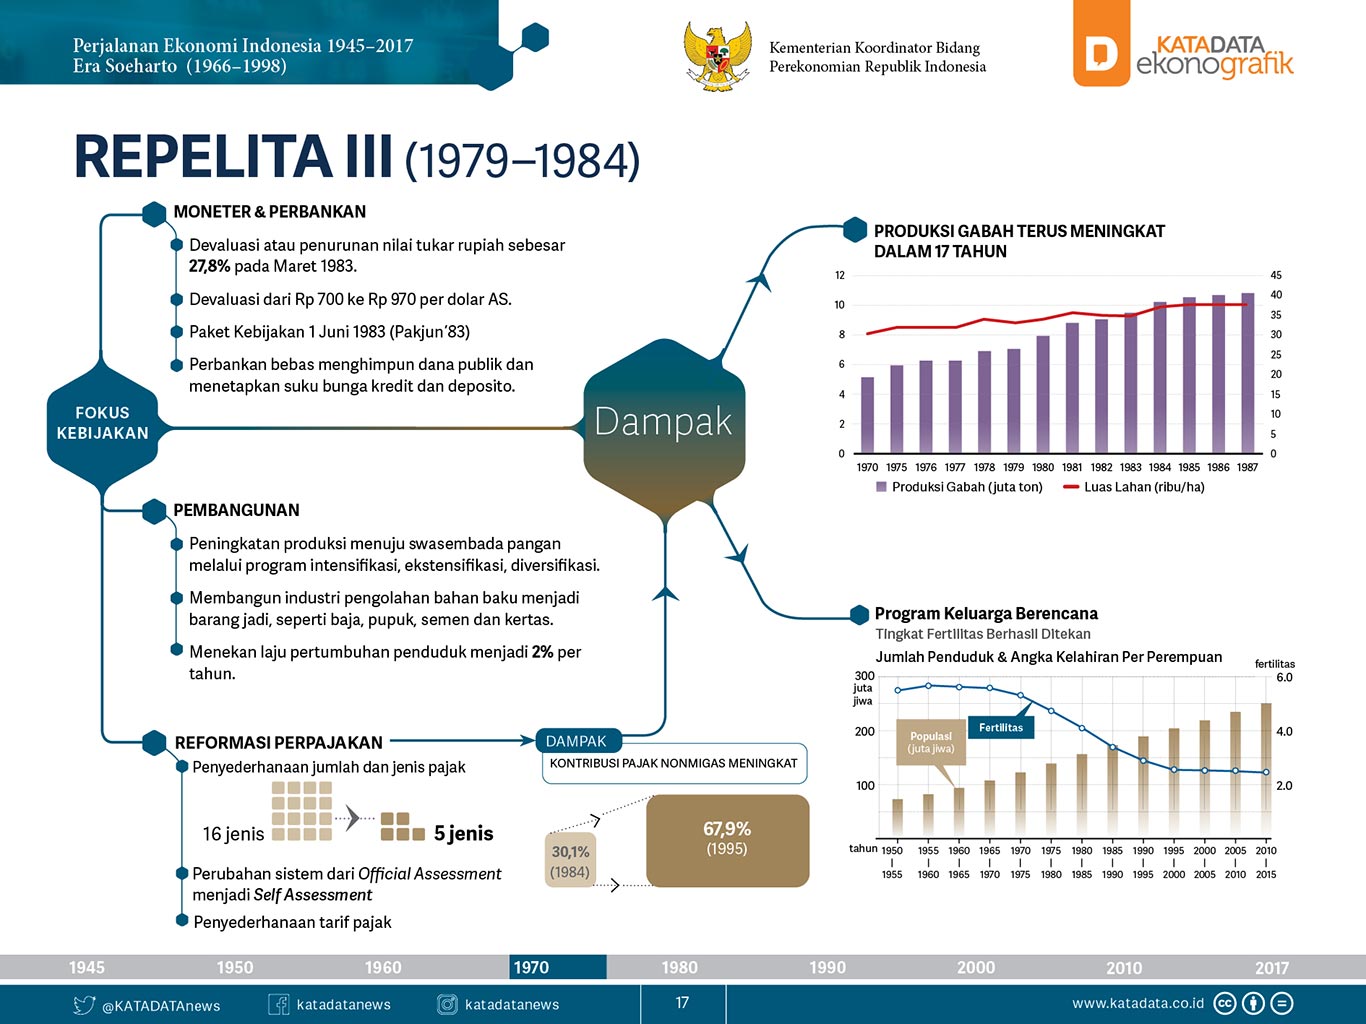 Perjalanan Ekonomi Indonesia 1945–2017
Era Soeharto (1966–1998)
Kementerian Koordinator Bidang
Perekonomian Republik Indonesia
D
KATADATA
ekonografik
REPELITA III (1979–1984)
MONETER & PERBANKAN
Devaluasi atau penurunan nilai tukar rupiah sebesar
27,8% pada Maret 1983.
Devaluasi dari Rp 700 ke Rp 970 per dolar AS.
Paket Kebijakan 1 Juni 1983 (Pakjun'83)
Perbankan bebas menghimpun dana publik dan
menetapkan suku bunga kredit dan deposito.
FOKUS
KEBIJAKAN
PEMBANGUNAN
Peningkatan produksi menuju swasembada pangan
melalui program intensifikasi, ekstensifikasi, diversifikasi.
Membangun industri pengolahan bahan baku menjadi
barang jadi, seperti baja, pupuk, semen dan kertas.
Menekan laju pertumbuhan penduduk menjadi 2% per
tahun.
REFORMASI PERPAJAKAN
Penyederhanaan jumlah dan jenis pajak
16 jenis
5 jenis
Perubahan sistem dari Official Assessment
menjadi Self Assessment
Penyederhanaan tarif pajak
DAMPAK
KONTRIBUSI PAJAK NONMIGAS MENINGKAT
30,1%
(1984)
67,9%
(1995)
Dampak
PRODUKSI GABAH TERUS MENINGKAT
DALAM 17 TAHUN
12
10
8
6
4
2
0
45
40
35
30
25
20
15
10
5
0
1970 1975 1976 1977 1978 1979 1980 1981 1982 1983 1984 1985 1986 1987
Produksi Gabah (juta ton) Luas Lahan (ribu/ha)
Program Keluarga Berencana
Tingkat Fertilitas Berhasil Ditekan
Jumlah Penduduk & Angka Kelahiran Per Perempuan
fertilitas
300
juta
jiwa
200
100
6.0
4.0
2.0
Populasi
(juta jiwa)
Fertilitas
tahun 1950 1955 1960 1965 1970 1975 1980 1985 1990 1995 2000 2005 2010
1955 1960 1965 1970 1975 1980 1985 1990 1995 2000 2005 2010 2015
1945 1950 1960 1970 1980 1990 2000 2010 2017
@KATADATAnews
katadatanews
katadatanews
17
www.katadata.co.id
cc